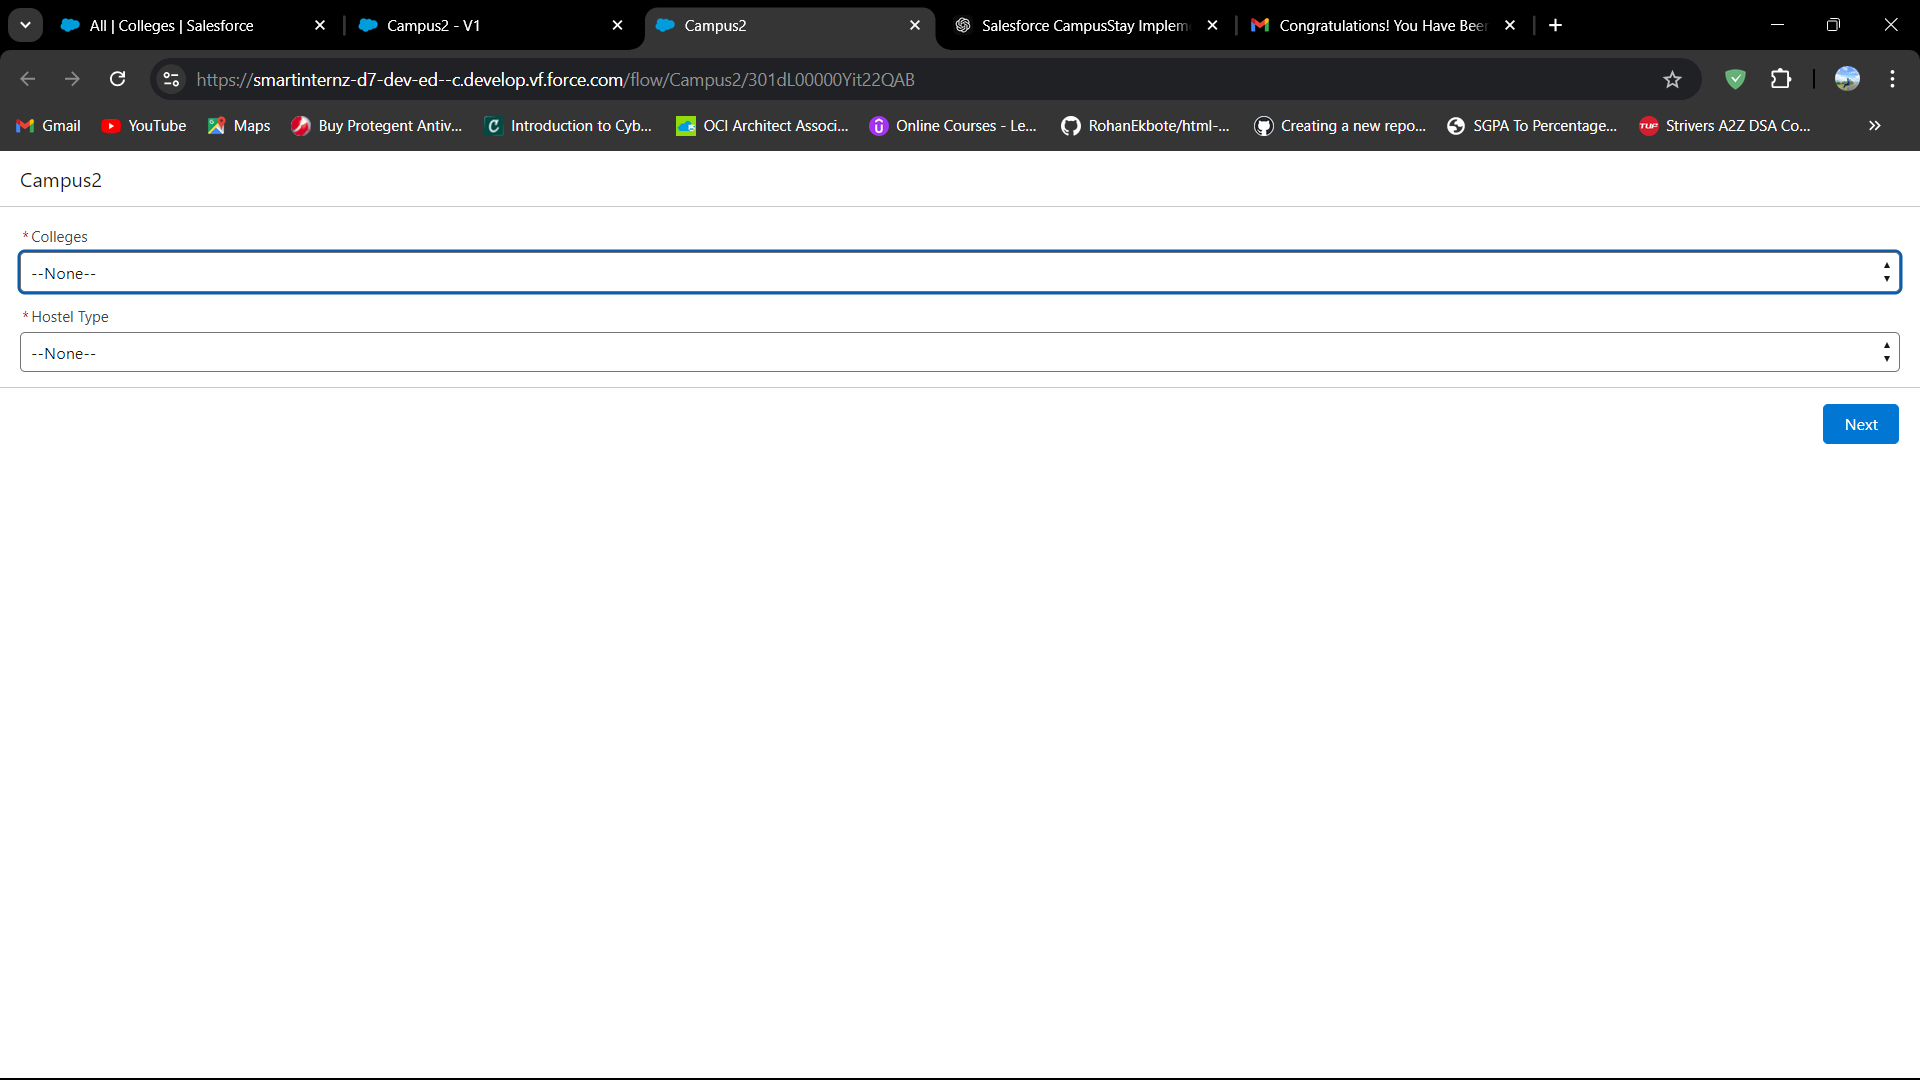 All | Colleges | Salesforce
Campus2 - V1
Campus2
Salesforce CampusStay Implem
Congratulations! You Have Bee
https://smartinternz-d7-dev-ed--c.develop.vf.force.com/flow/Campus2/301dL00000Yit22QAB
Gmail
YouTube
Maps
Buy Protegent Antiv...
Introduction to Cyb...
OCI Architect Associ...
Online Courses - Le...
RohanEkbote/html-...
Creating a new repo...
SGPA To Percentage...
TUF
Strivers A2Z DSA Co...
Campus2
* Colleges
--None--
* Hostel Type
--None--
Next